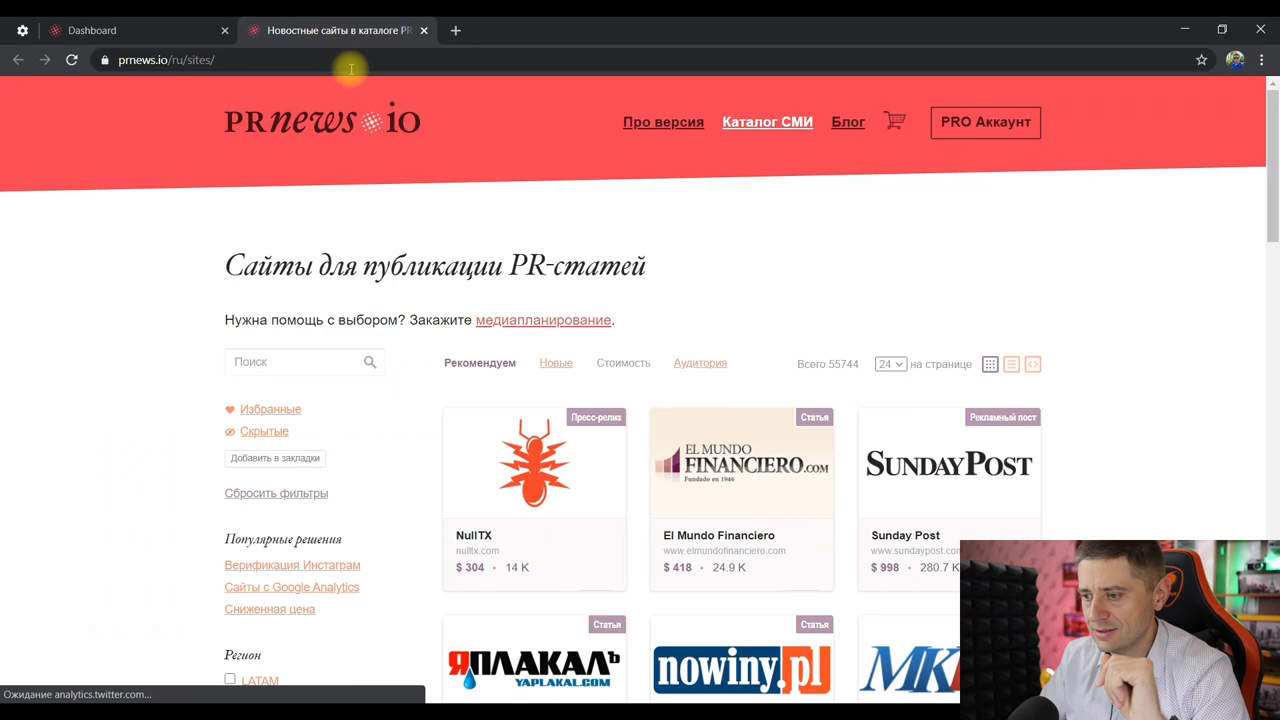 Dashboard
Новостные сайты в каталоге PR
prnews.io/ru/sites/
PRnews.io
Про версия
Каталог СМИ
Блог
PRO Аккаунт
Сайты для публикации PR-статей
Нужна помощь с выбором? Закажите медиапланирование.
Поиск
Рекомендуем
Новые
Стоимость
Аудитория
Всего 55744
24
на странице
Избранные
Скрытые
Добавить в закладки
Сбросить фильтры
Популярные решения
Верификация Инстаграм
Сайты с Google Analytics
Сниженная цена
Регион
LATAM
Пресс-релиз
NullTX
nulltx.com
$ 304 • 14 K
Статья
EL MUNDO
FINANCIERO.COM
Fundado en 1946
El Mundo Financiero
www.elmundofinanciero.com
$ 418 • 24.9 K
Рекламный пост
SUNDAY POST
Sunday Post
www.sundaypost.com
$ 998 • 280.7 K
Статья
ЯПЛАКАЛЪ
YAPLAKAL.COM
Статья
nowiny.pl
MK
Ожидание analytics.twitter.com...